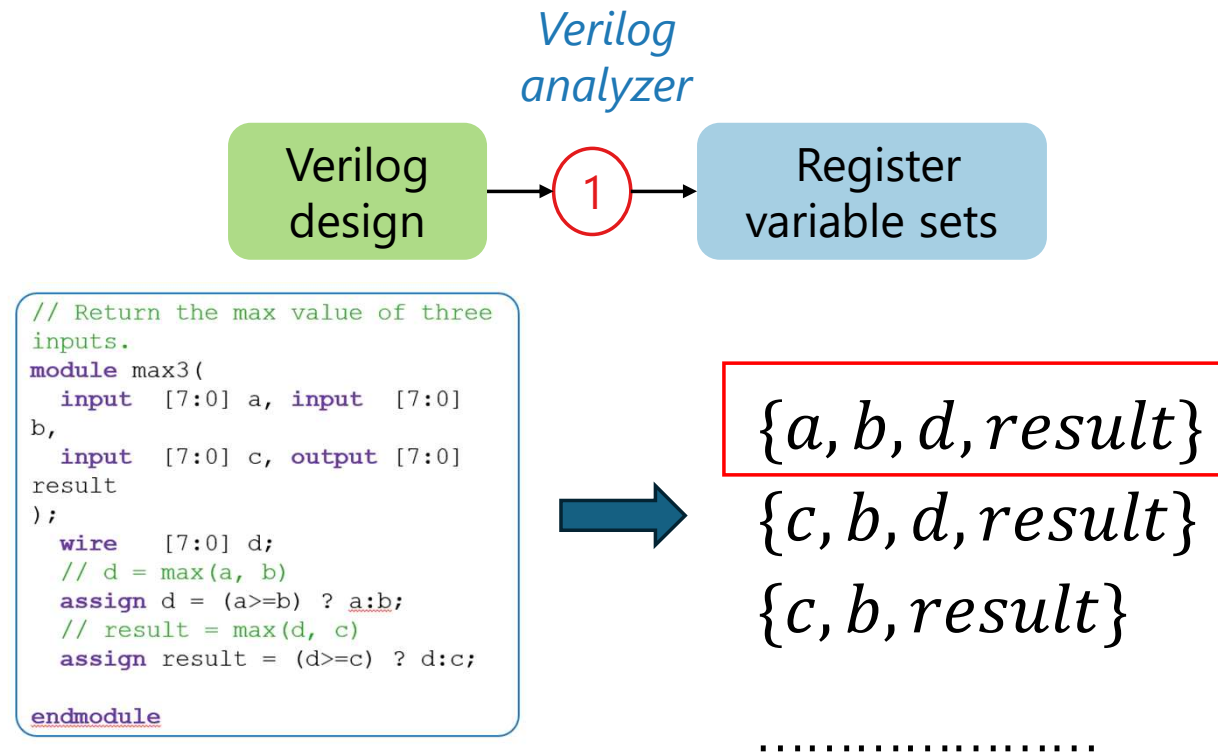 Verilog
analyzer
Verilog
design
1
Register
variable sets
// Return the max value of three
inputs.
module max3(
  input  [7:0] a, input  [7:0]
b,
  input  [7:0] c, output [7:0]
result
);
  wire   [7:0] d;
  // d = max(a, b)
  assign d = (a>=b) ? a:b;
  // result = max(d, c)
  assign result = (d>=c) ? d:c;
endmodule
{a, b, d, result}
{c, b, d, result}
{c, b, result}
.....................